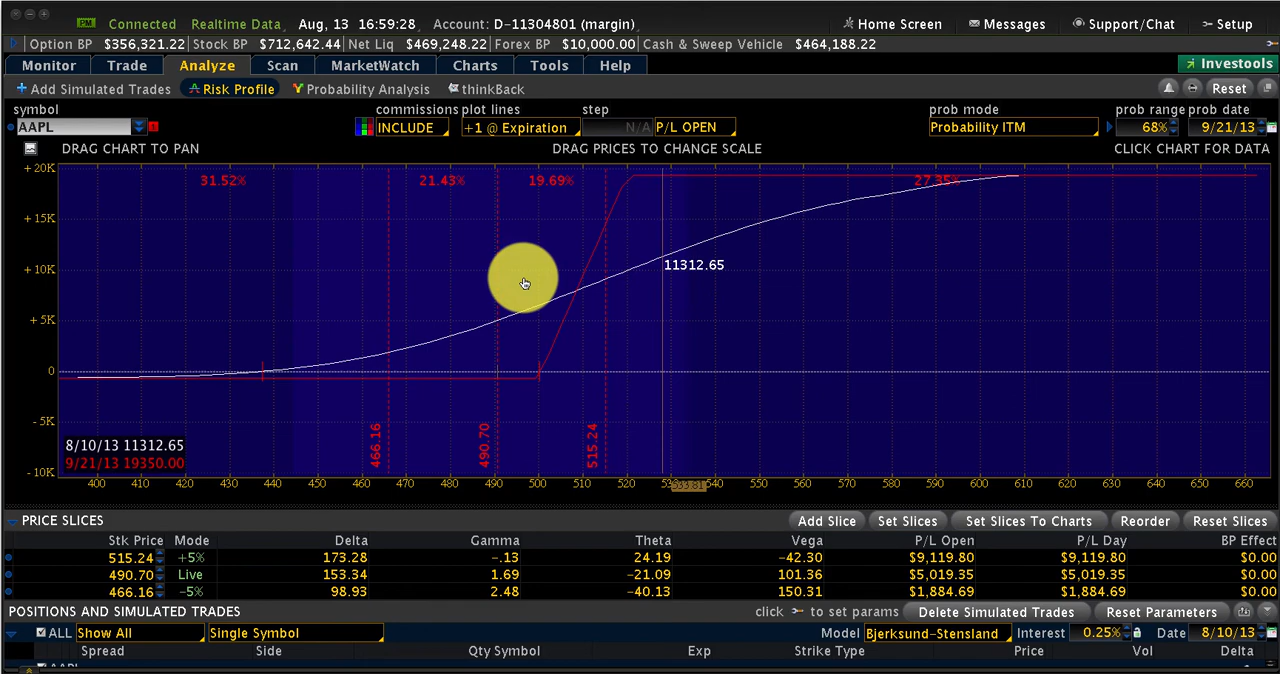 Connected Realtime Data Aug, 13 16:59:28 Account: D-11304801 (margin) Home Screen Messages Support/Chat Setup
Option BP $356,321.22 Stock BP $712,642.44 Net Liq $469,248.22 Forex BP $10,000.00 Cash & Sweep Vehicle $464,188.22
Monitor Trade Analyze Scan MarketWatch Charts Tools Help Investools
Add Simulated Trades Risk Profile Probability Analysis thinkBack Reset
symbol commissions plot lines step prob mode prob range prob date
AAPL INCLUDE +1 @ Expiration N/A P/L OPEN Probability ITM 68% 9/21/13
DRAG CHART TO PAN DRAG PRICES TO CHANGE SCALE CLICK CHART FOR DATA
+20K
31.52% 21.43% 19.69% 27.35%
+15K
+10K 11312.65
+5K
0
-5K
8/10/13 11312.65
9/21/13 19350.00
466.16 490.70 515.24
-10K
400 410 420 430 440 450 460 470 480 490 500 510 520 533.81 540 550 560 570 580 590 600 610 620 630 640 650 660
PRICE SLICES Add Slice Set Slices Set Slices To Charts Reorder Reset Slices
Stk Price Mode Delta Gamma Theta Vega P/L Open P/L Day BP Effect
515.24 +5% 173.28 -.13 24.19 -42.30 $9,119.80 $9,119.80 $0.00
490.70 Live 153.34 1.69 -21.09 101.36 $5,019.35 $5,019.35 $0.00
466.16 -5% 98.93 2.48 -40.13 150.31 $1,884.69 $1,884.69 $0.00
POSITIONS AND SIMULATED TRADES click to set params Delete Simulated Trades Reset Parameters
ALL Show All Single Symbol Model Bjerksund-Stensland Interest 0.25% Date 8/10/13
Spread Side Qty Symbol Exp Strike Type Price Vol Delta